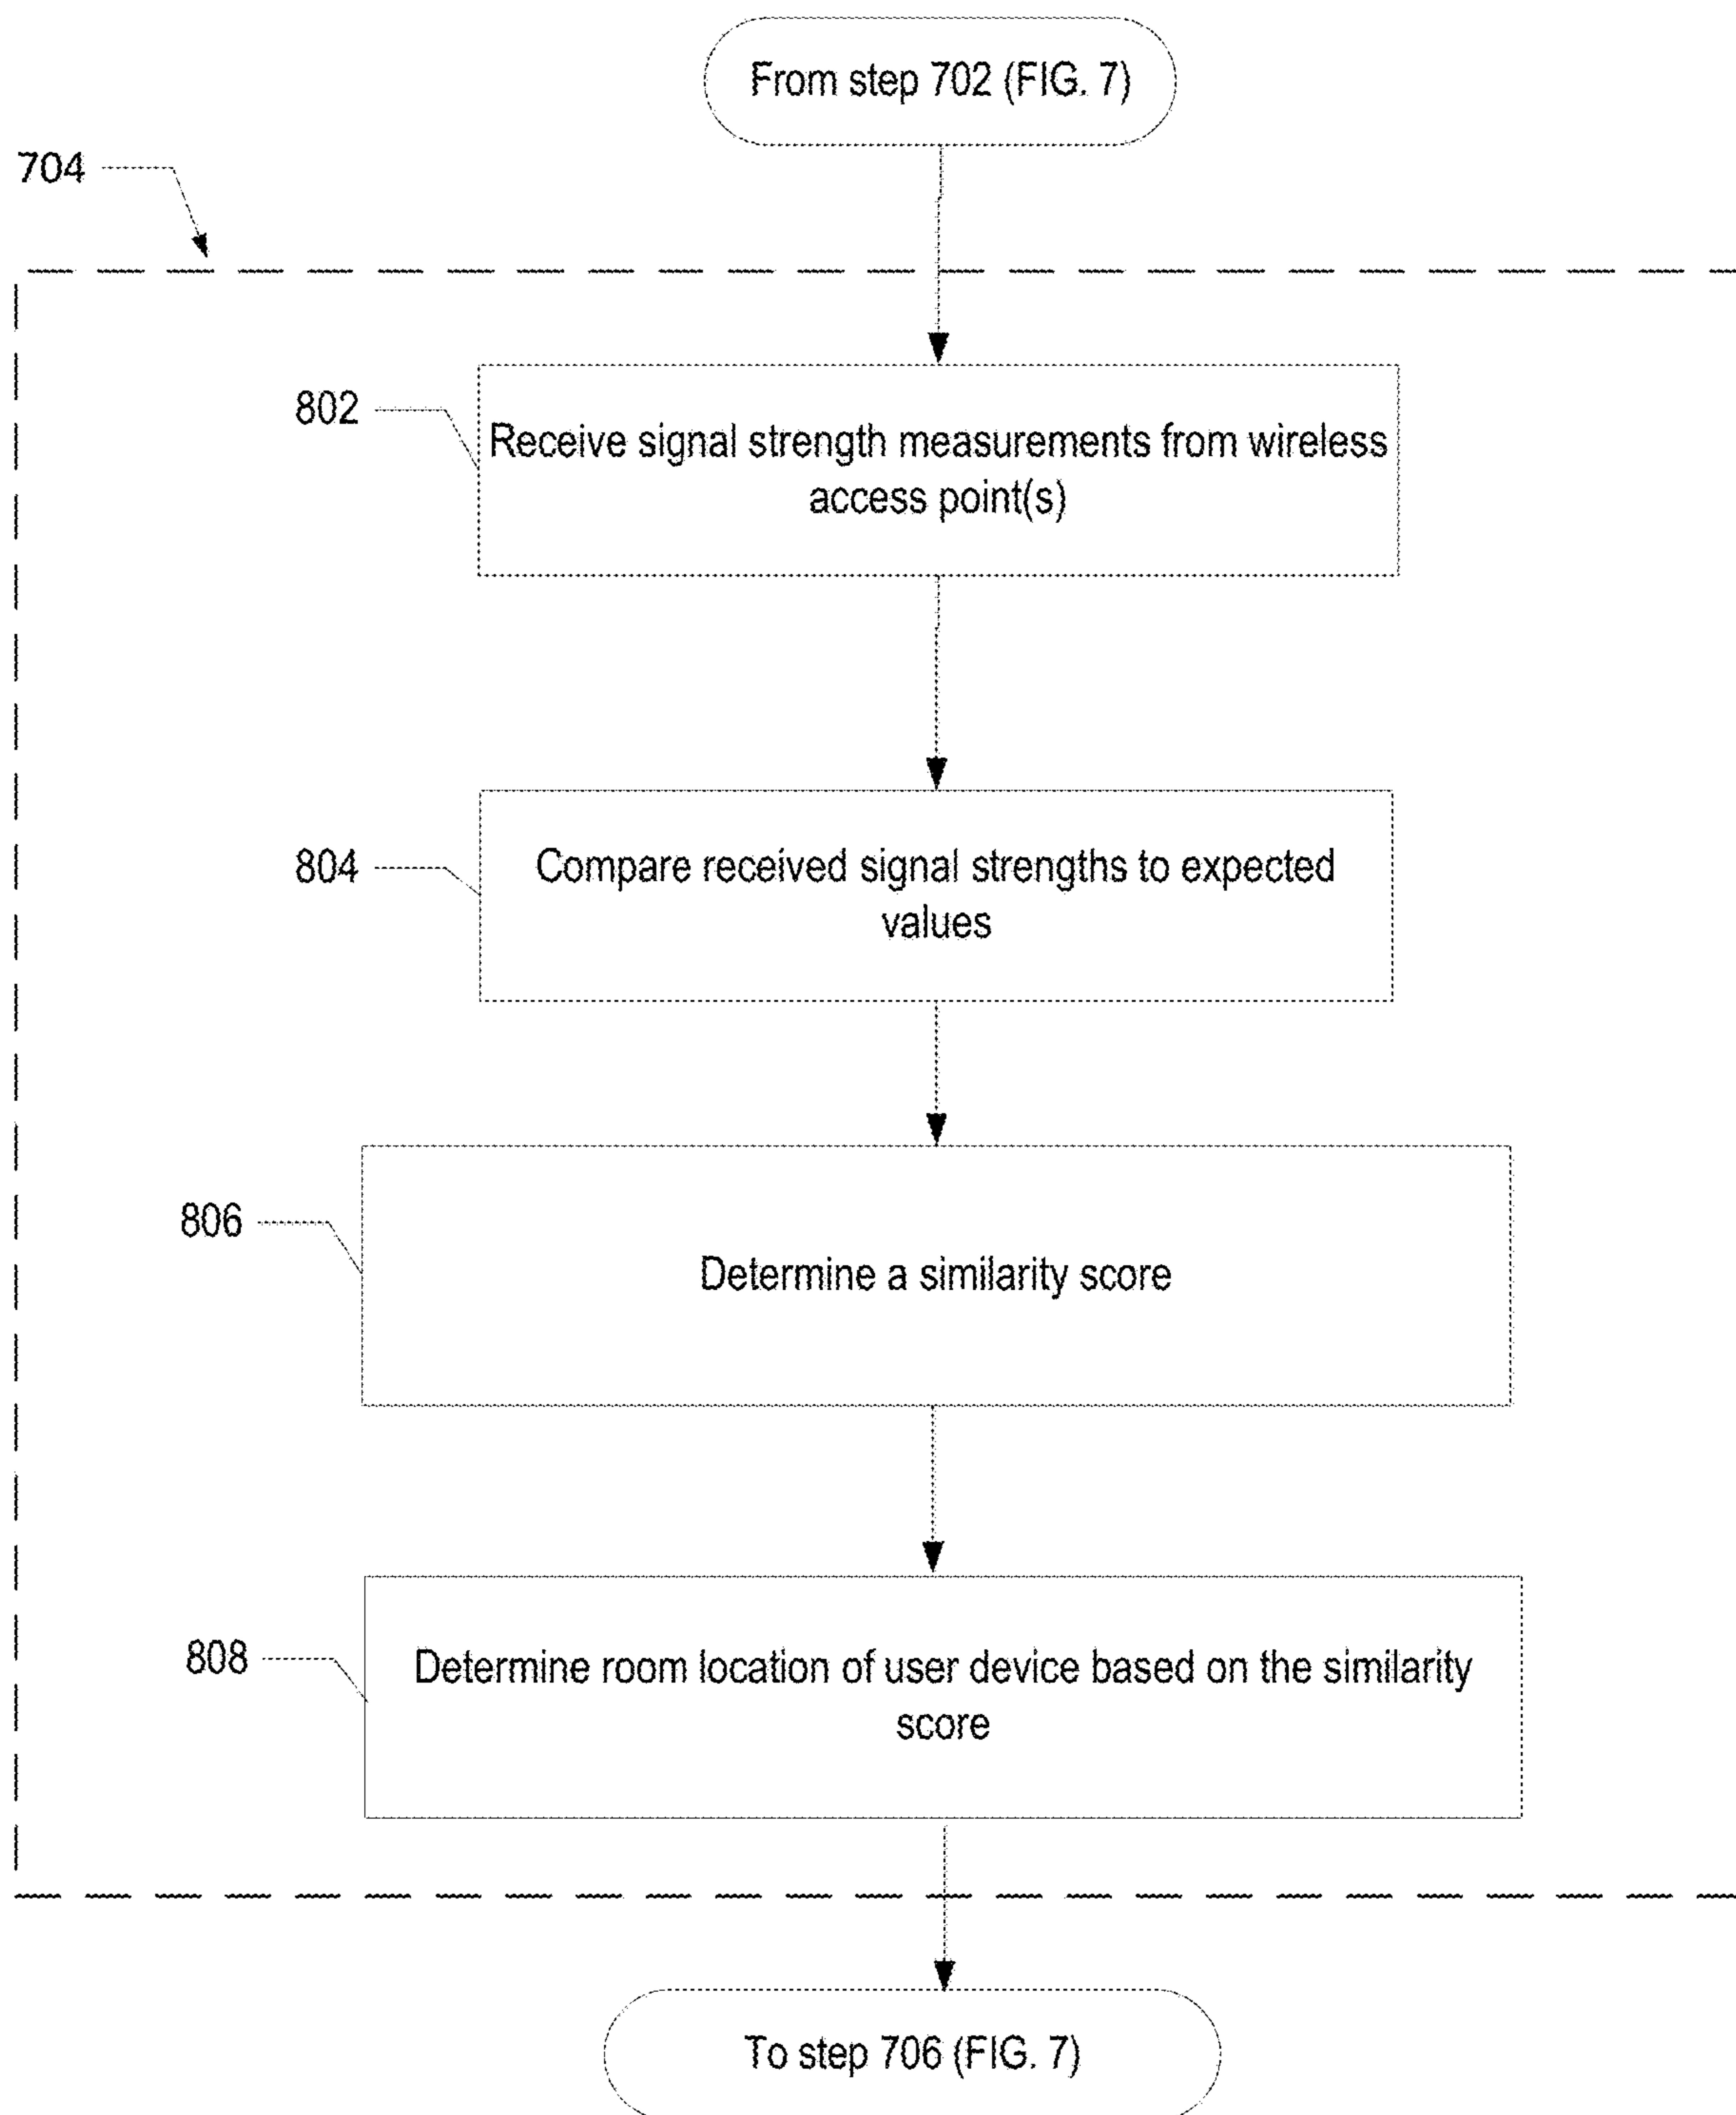 From step 702 (FIG. 7)
704
802
Receive signal strength measurements from wireless
access point(s)
804
Compare received signal strengths to expected
values
806
Determine a similarity score
808
Determine room location of user device based on the similarity
score
To step 706 (FIG. 7)